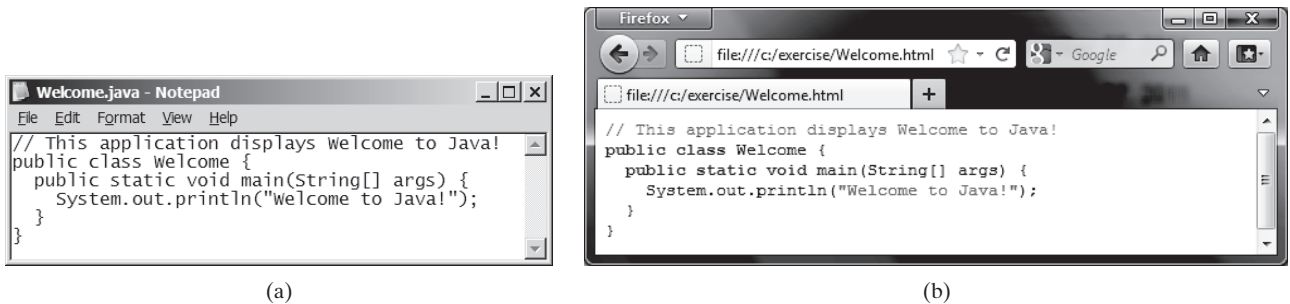 Welcome.java - Notepad
File Edit Format View Help
// This application displays Welcome to Java!
public class Welcome {
  public static void main(String[] args) {
    System.out.println("Welcome to Java!");
  }
}
(a)
Firefox
file:///c:/exercise/Welcome.html
Google
file:///c:/exercise/Welcome.html
// This application displays Welcome to Java!
public class Welcome {
  public static void main(String[] args) {
    System.out.println("Welcome to Java!");
  }
}
(b)